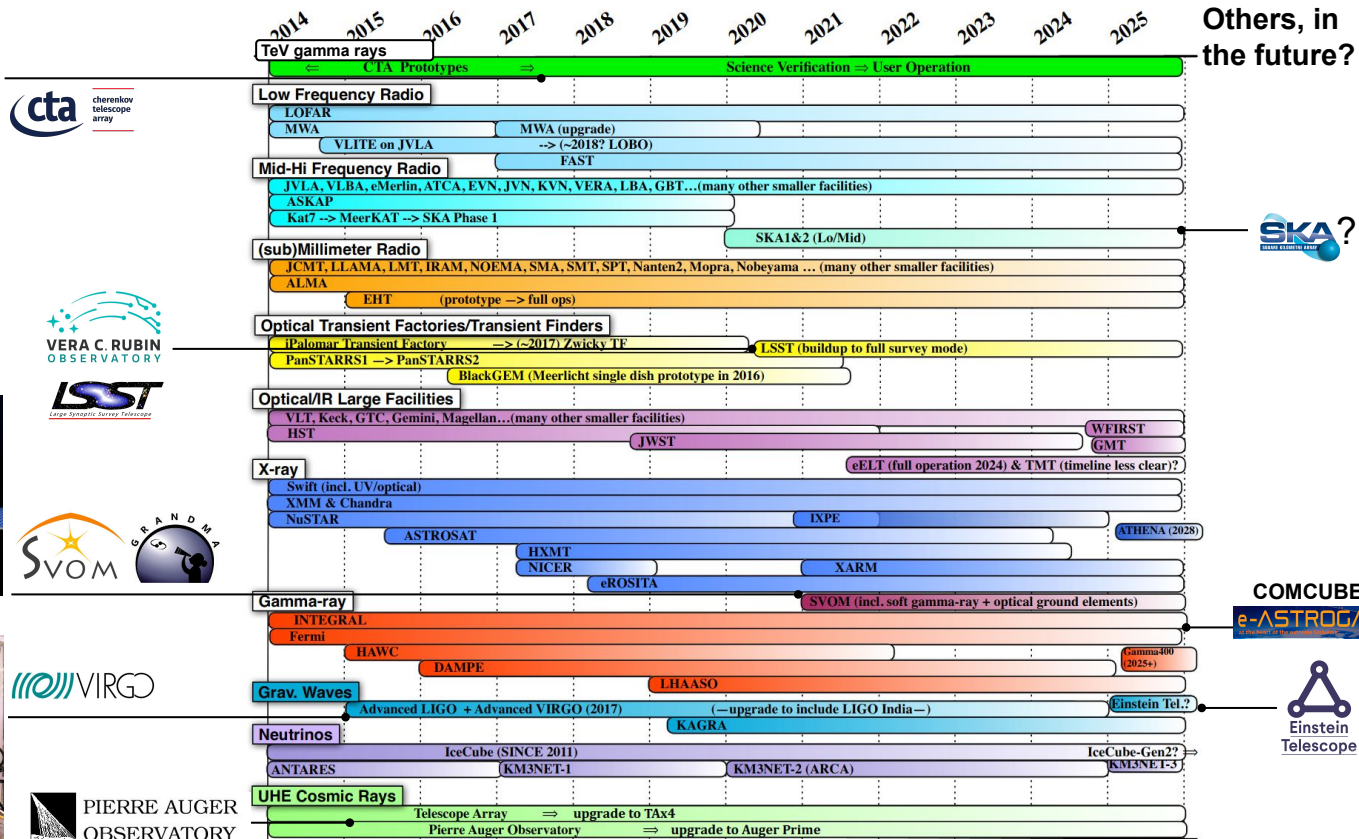 2014 2015 2016 2017 2018 2019 2020 2021 2022 2023 2024 2025
Others, in
the future?
TeV gamma rays
⇐ CTA Prototypes ⇒ Science Verification ⇒ User Operation
cta cherenkov
telescope
array
Low Frequency Radio
LOFAR
MWA MWA (upgrade)
VLITE on JVLA --> (~2018? LOBO)
FAST
Mid-Hi Frequency Radio
JVLA, VLBA, eMerlin, ATCA, EVN, JVN, KVN, VERA, LBA, GBT...(many other smaller facilities)
ASKAP
Kat7 --> MeerKAT --> SKA Phase 1
SKA1&2 (Lo/Mid)
SKA?
SQUARE KILOMETRE ARRAY
(sub)Millimeter Radio
JCMT, LLAMA, LMT, IRAM, NOEMA, SMA, SMT, SPT, Nanten2, Mopra, Nobeyama ... (many other smaller facilities)
ALMA
EHT (prototype —> full ops)
VERA C. RUBIN
OBSERVATORY
LSST
Large Synoptic Survey Telescope
Optical Transient Factories/Transient Finders
iPalomar Transient Factory —> (~2017) Zwicky TF
LSST (buildup to full survey mode)
PanSTARRS1 —> PanSTARRS2
BlackGEM (Meerlicht single dish prototype in 2016)
Optical/IR Large Facilities
VLT, Keck, GTC, Gemini, Magellan...(many other smaller facilities)
HST
WFIRST
JWST
GMT
eELT (full operation 2024) & TMT (timeline less clear)?
X-ray
Swift (incl. UV/optical)
XMM & Chandra
NuSTAR IXPE
ATHENA (2028)
ASTROSAT
HXMT
NICER XARM
eROSITA
SVOM
GRANDMA
Gamma-ray
SVOM (incl. soft gamma-ray + optical ground elements)
INTEGRAL
Fermi
HAWC
Gamma400
(2025+)
DAMPE
LHAASO
COMCUBE
e-ASTROGA
VIRGO
Grav. Waves
Advanced LIGO + Advanced VIRGO (2017) (—upgrade to include LIGO India—)
Einstein Tel.?
KAGRA
Einstein
Telescope
Neutrinos
IceCube (SINCE 2011) IceCube-Gen2? ⇒
ANTARES KM3NET-1 KM3NET-2 (ARCA) KM3NET-3
UHE Cosmic Rays
Telescope Array ⇒ upgrade to TAx4
Pierre Auger Observatory ⇒ upgrade to Auger Prime
PIERRE AUGER
OBSERVATORY